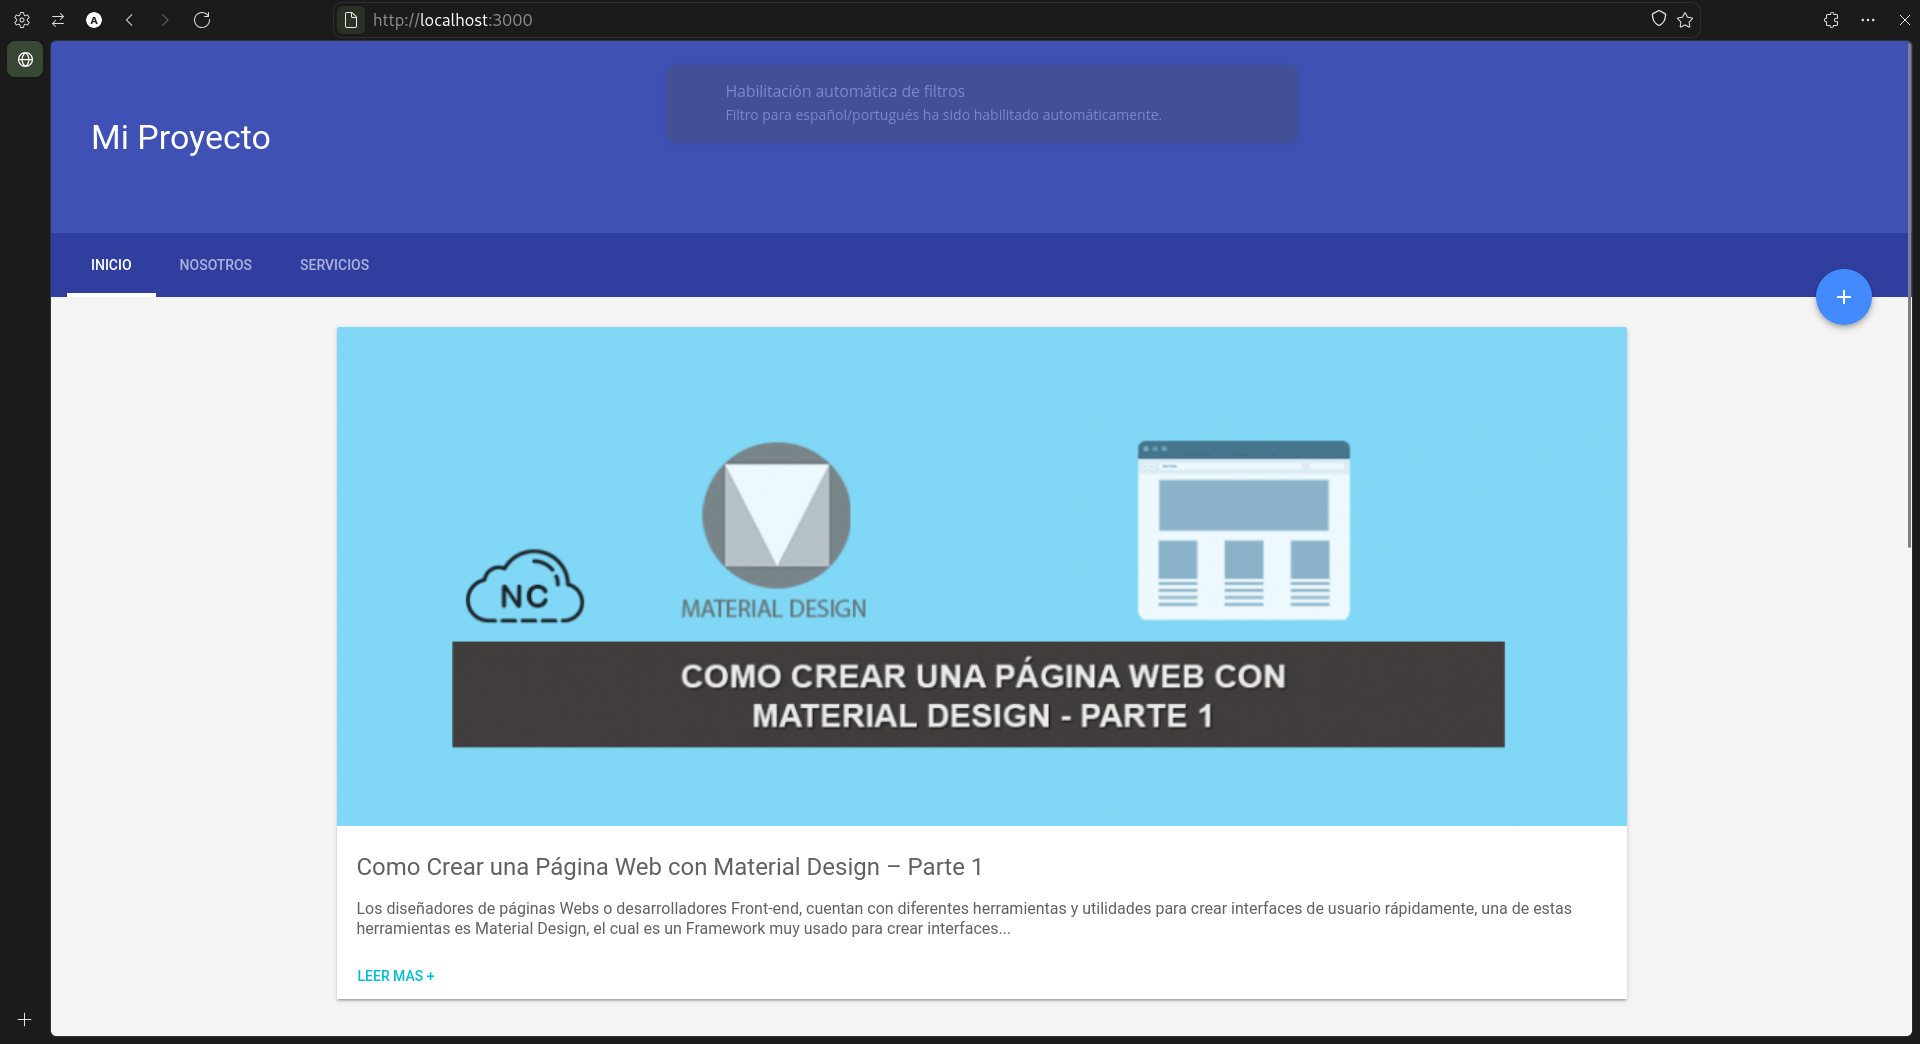 http://localhost:3000
Habilitación automática de filtros
Filtro para español/portugués ha sido habilitado automáticamente.
Mi Proyecto
INICIO NOSOTROS SERVICIOS
NC
MATERIAL DESIGN
COMO CREAR UNA PÁGINA WEB CON
MATERIAL DESIGN - PARTE 1
Como Crear una Página Web con Material Design – Parte 1
Los diseñadores de páginas Webs o desarrolladores Front-end, cuentan con diferentes herramientas y utilidades para crear interfaces de usuario rápidamente, una de estas
herramientas es Material Design, el cual es un Framework muy usado para crear interfaces...
LEER MAS +